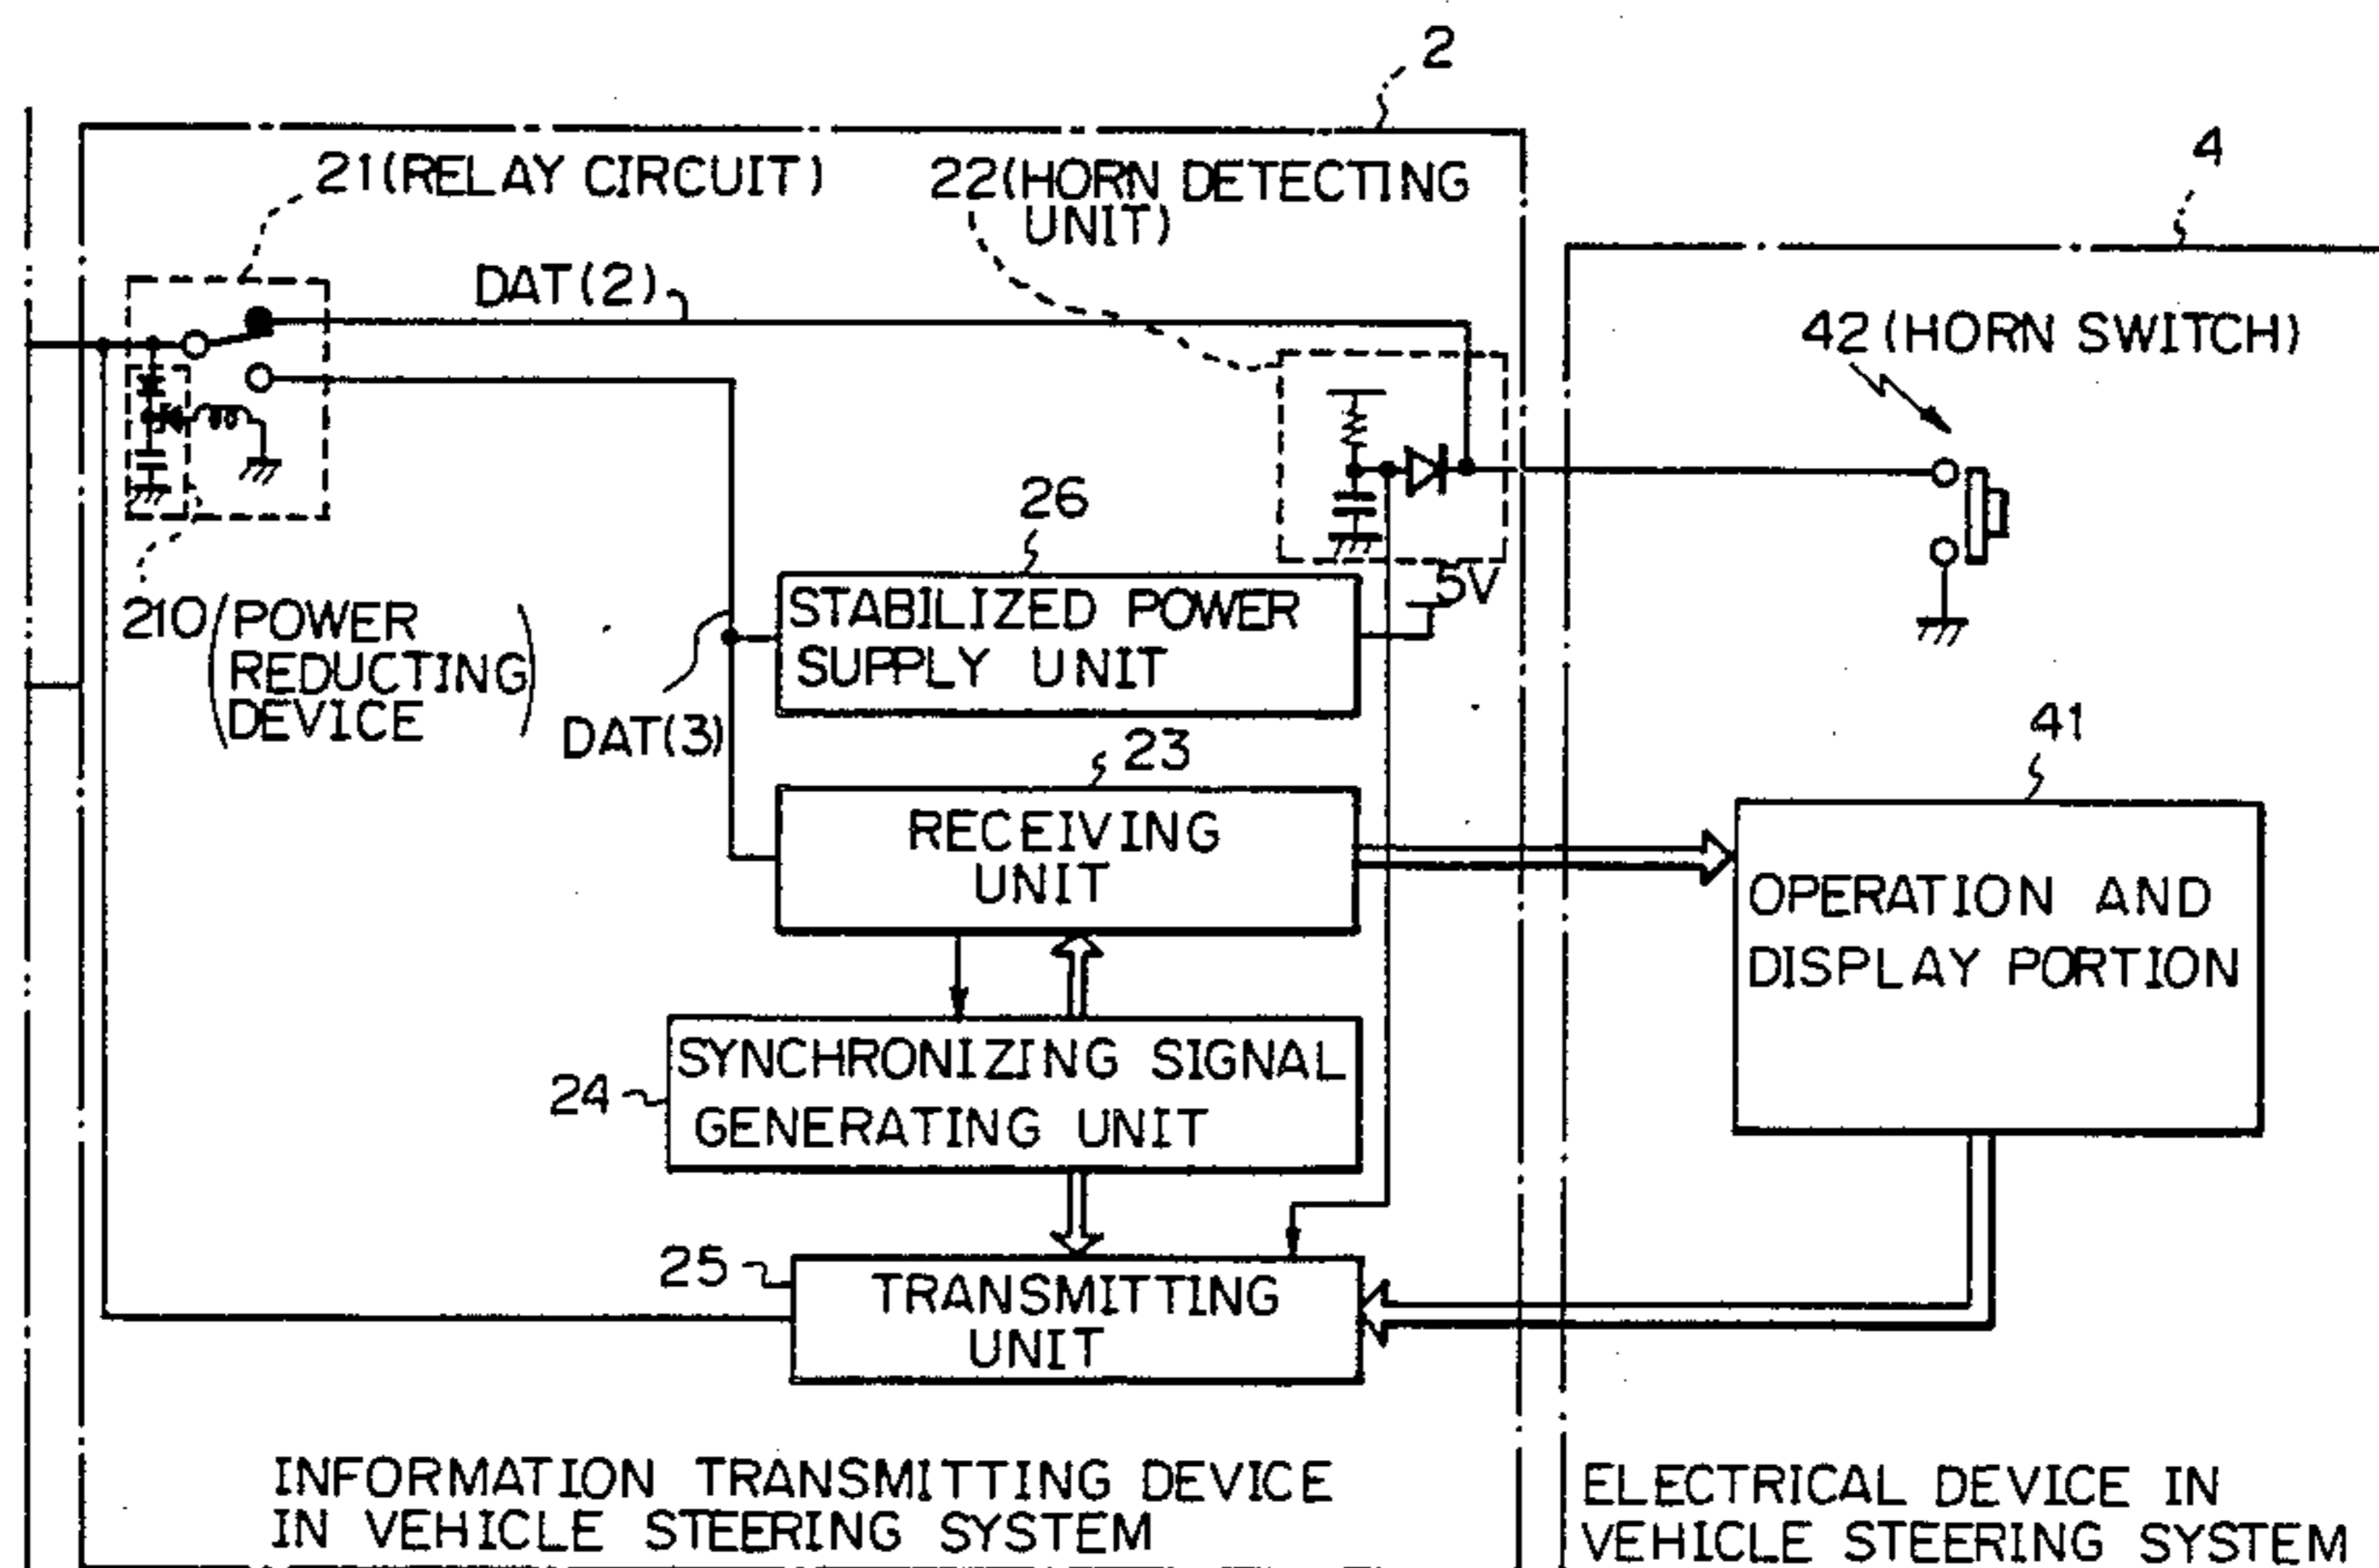 2
21(RELAY CIRCUIT)
22(HORN DETECTING
UNIT)
4
DAT(2)
42(HORN SWITCH)
26
STABILIZED POWER
SUPPLY UNIT
5V
210(POWER
REDUCTING
DEVICE)
DAT(3)
23
RECEIVING
UNIT
41
OPERATION AND
DISPLAY PORTION
24
SYNCHRONIZING SIGNAL
GENERATING UNIT
25
TRANSMITTING
UNIT
INFORMATION TRANSMITTING DEVICE
IN VEHICLE STEERING SYSTEM
ELECTRICAL DEVICE IN
VEHICLE STEERING SYSTEM